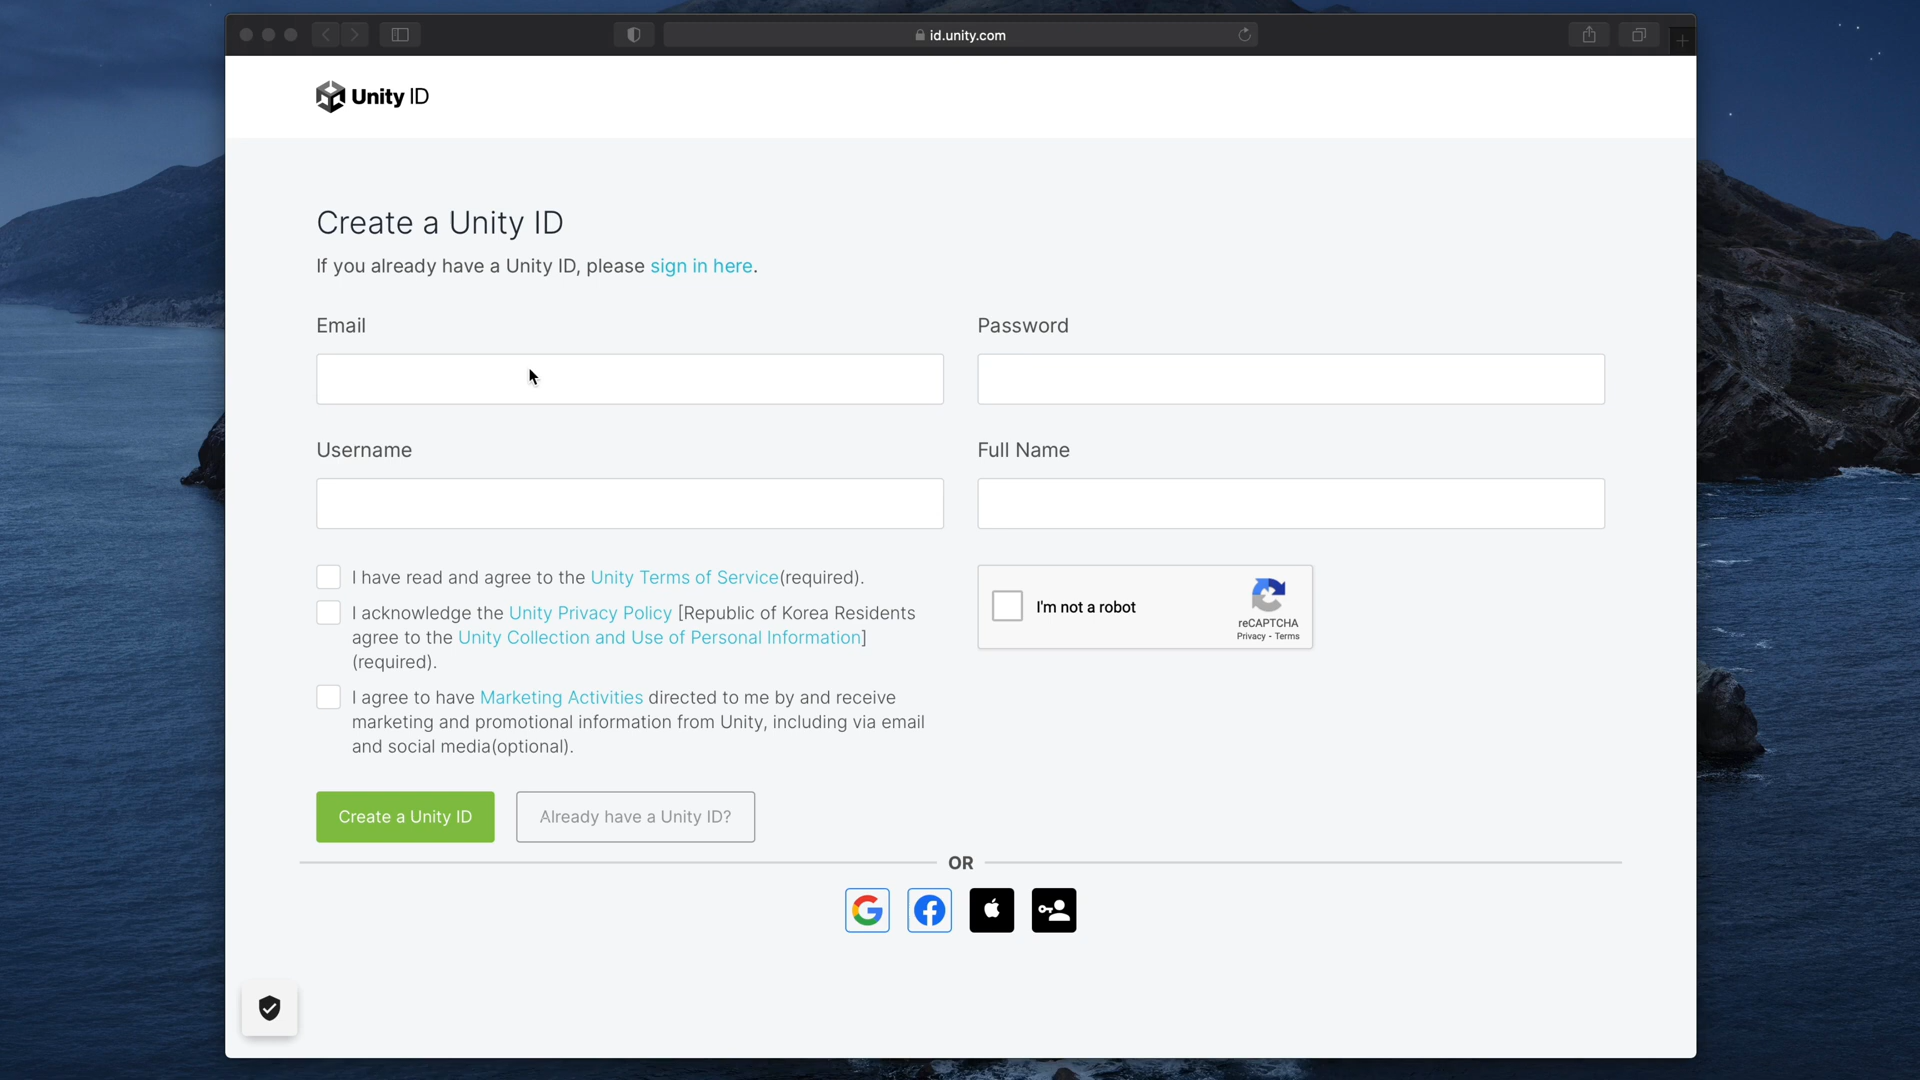 id.unity.com
Unity ID
Create a Unity ID
If you already have a Unity ID, please sign in here.
Email
Password
Username
Full Name
I have read and agree to the Unity Terms of Service(required).
I acknowledge the Unity Privacy Policy [Republic of Korea Residents
agree to the Unity Collection and Use of Personal Information]
(required).
I agree to have Marketing Activities directed to me by and receive
marketing and promotional information from Unity, including via email
and social media(optional).
I'm not a robot
reCAPTCHA
Privacy - Terms
Create a Unity ID
Already have a Unity ID?
OR